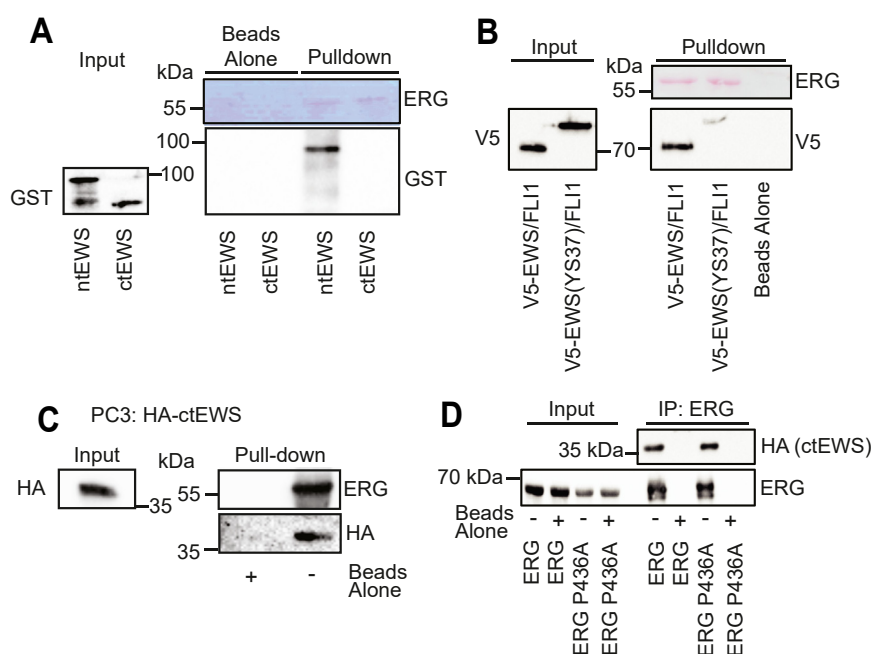 A
Input
Beads
Alone
Pulldown
kDa
55
ERG
100
100
GST
GST
ntEWS
ctEWS
ntEWS
ctEWS
ntEWS
ctEWS
B
Input
Pulldown
kDa
55
ERG
V5
70
V5
V5-EWS/FLI1
V5-EWS(YS37)/FLI1
V5-EWS/FLI1
V5-EWS(YS37)/FLI1
Beads Alone
C
PC3: HA-ctEWS
Input
kDa
Pull-down
HA
35
55
ERG
35
HA
+ - Beads
Alone
D
Input
IP: ERG
35 kDa
HA (ctEWS)
70 kDa
ERG
Beads
Alone
- + - + - + - +
ERG
ERG
ERG P436A
ERG P436A
ERG
ERG
ERG P436A
ERG P436A